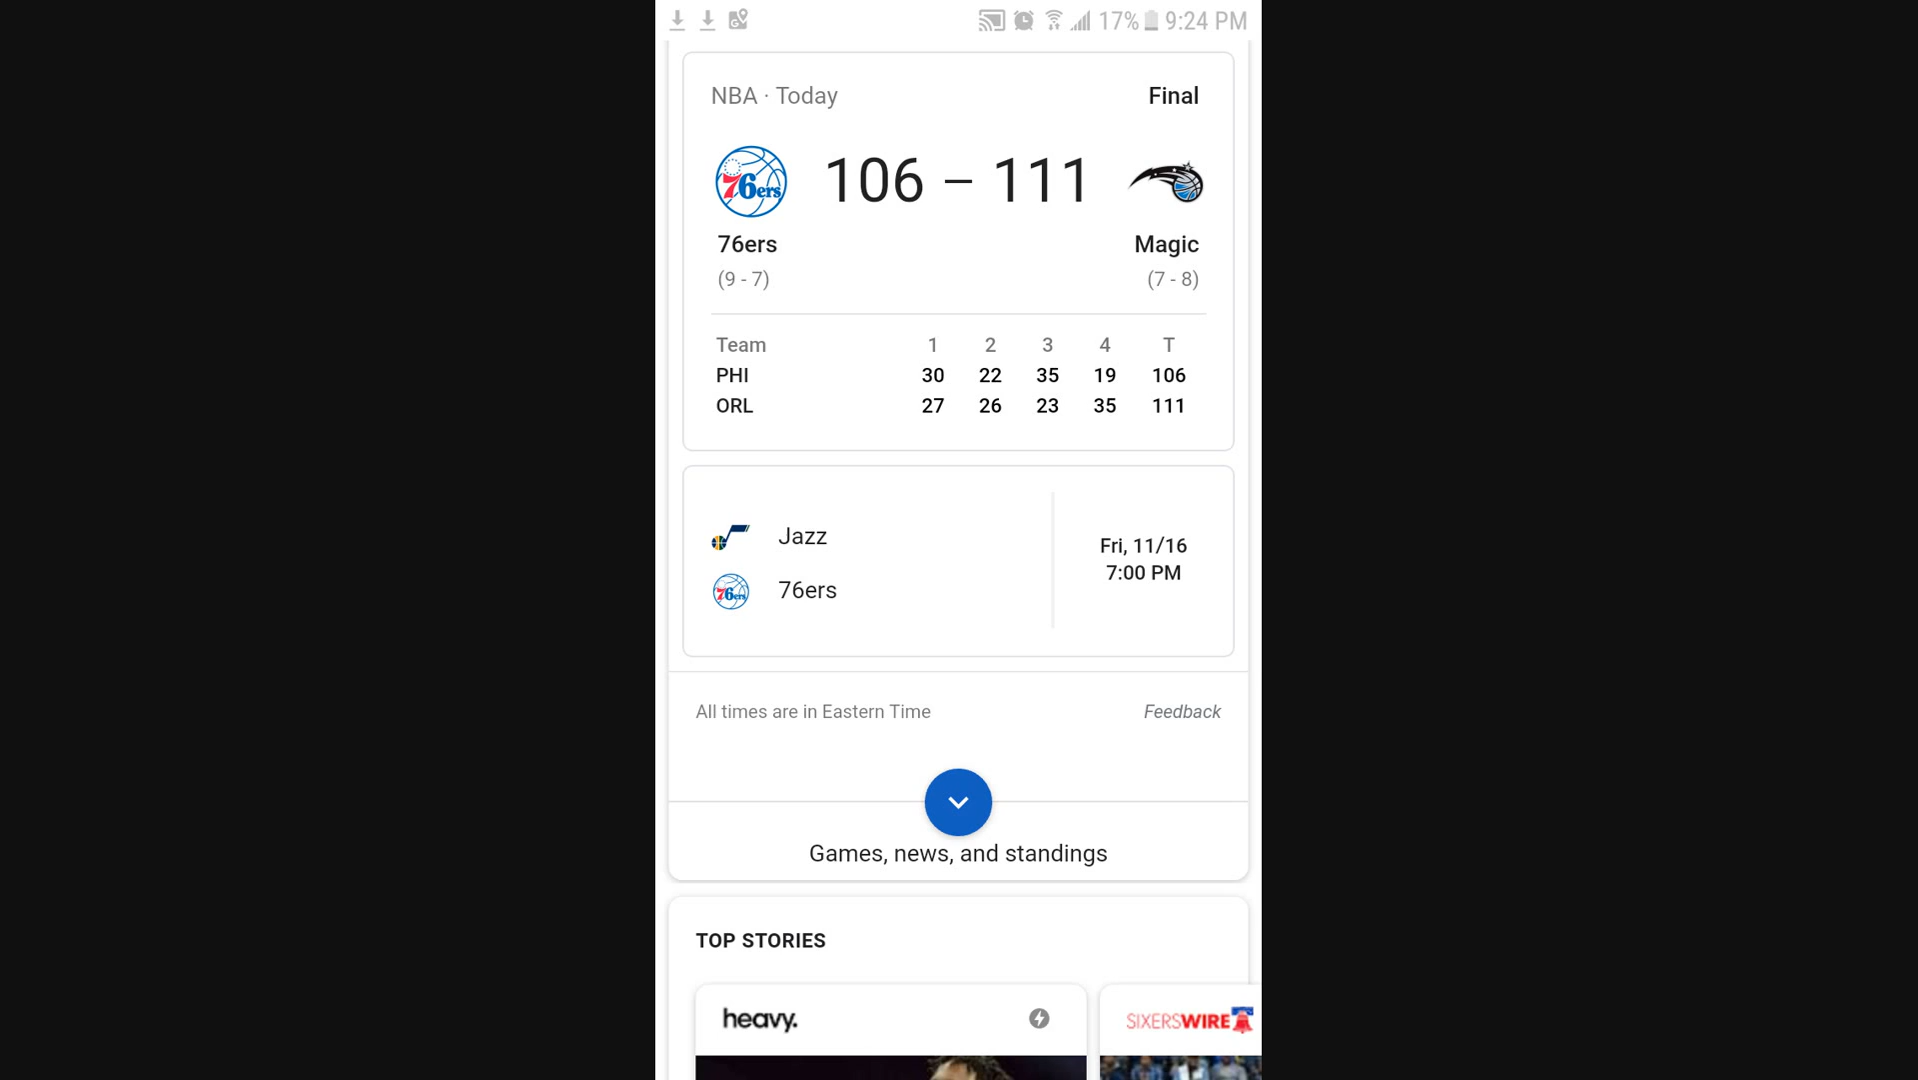 17% 9:24 PM
NBA · Today Final
76ers 106 – 111
76ers Magic
(9 - 7) (7 - 8)
Team 1 2 3 4 T
PHI 30 22 35 19 106
ORL 27 26 23 35 111
Jazz
Fri, 11/16
7:00 PM
76ers 76ers
All times are in Eastern Time Feedback
Games, news, and standings
TOP STORIES
heavy. SIXERSWIRE